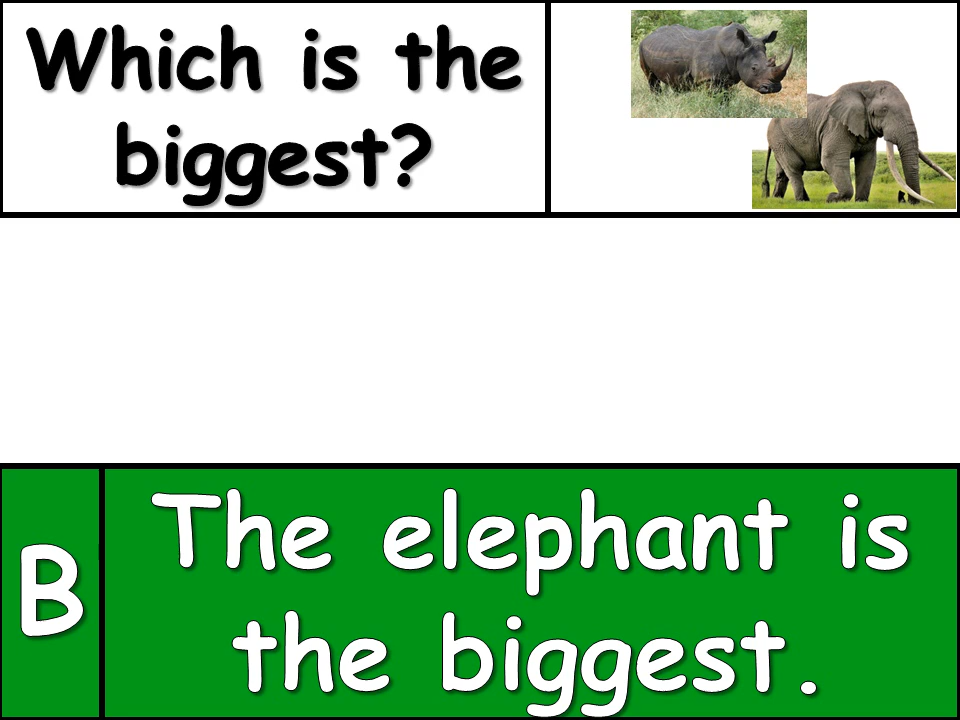 Which is the
biggest?
B
The elephant is
the biggest.